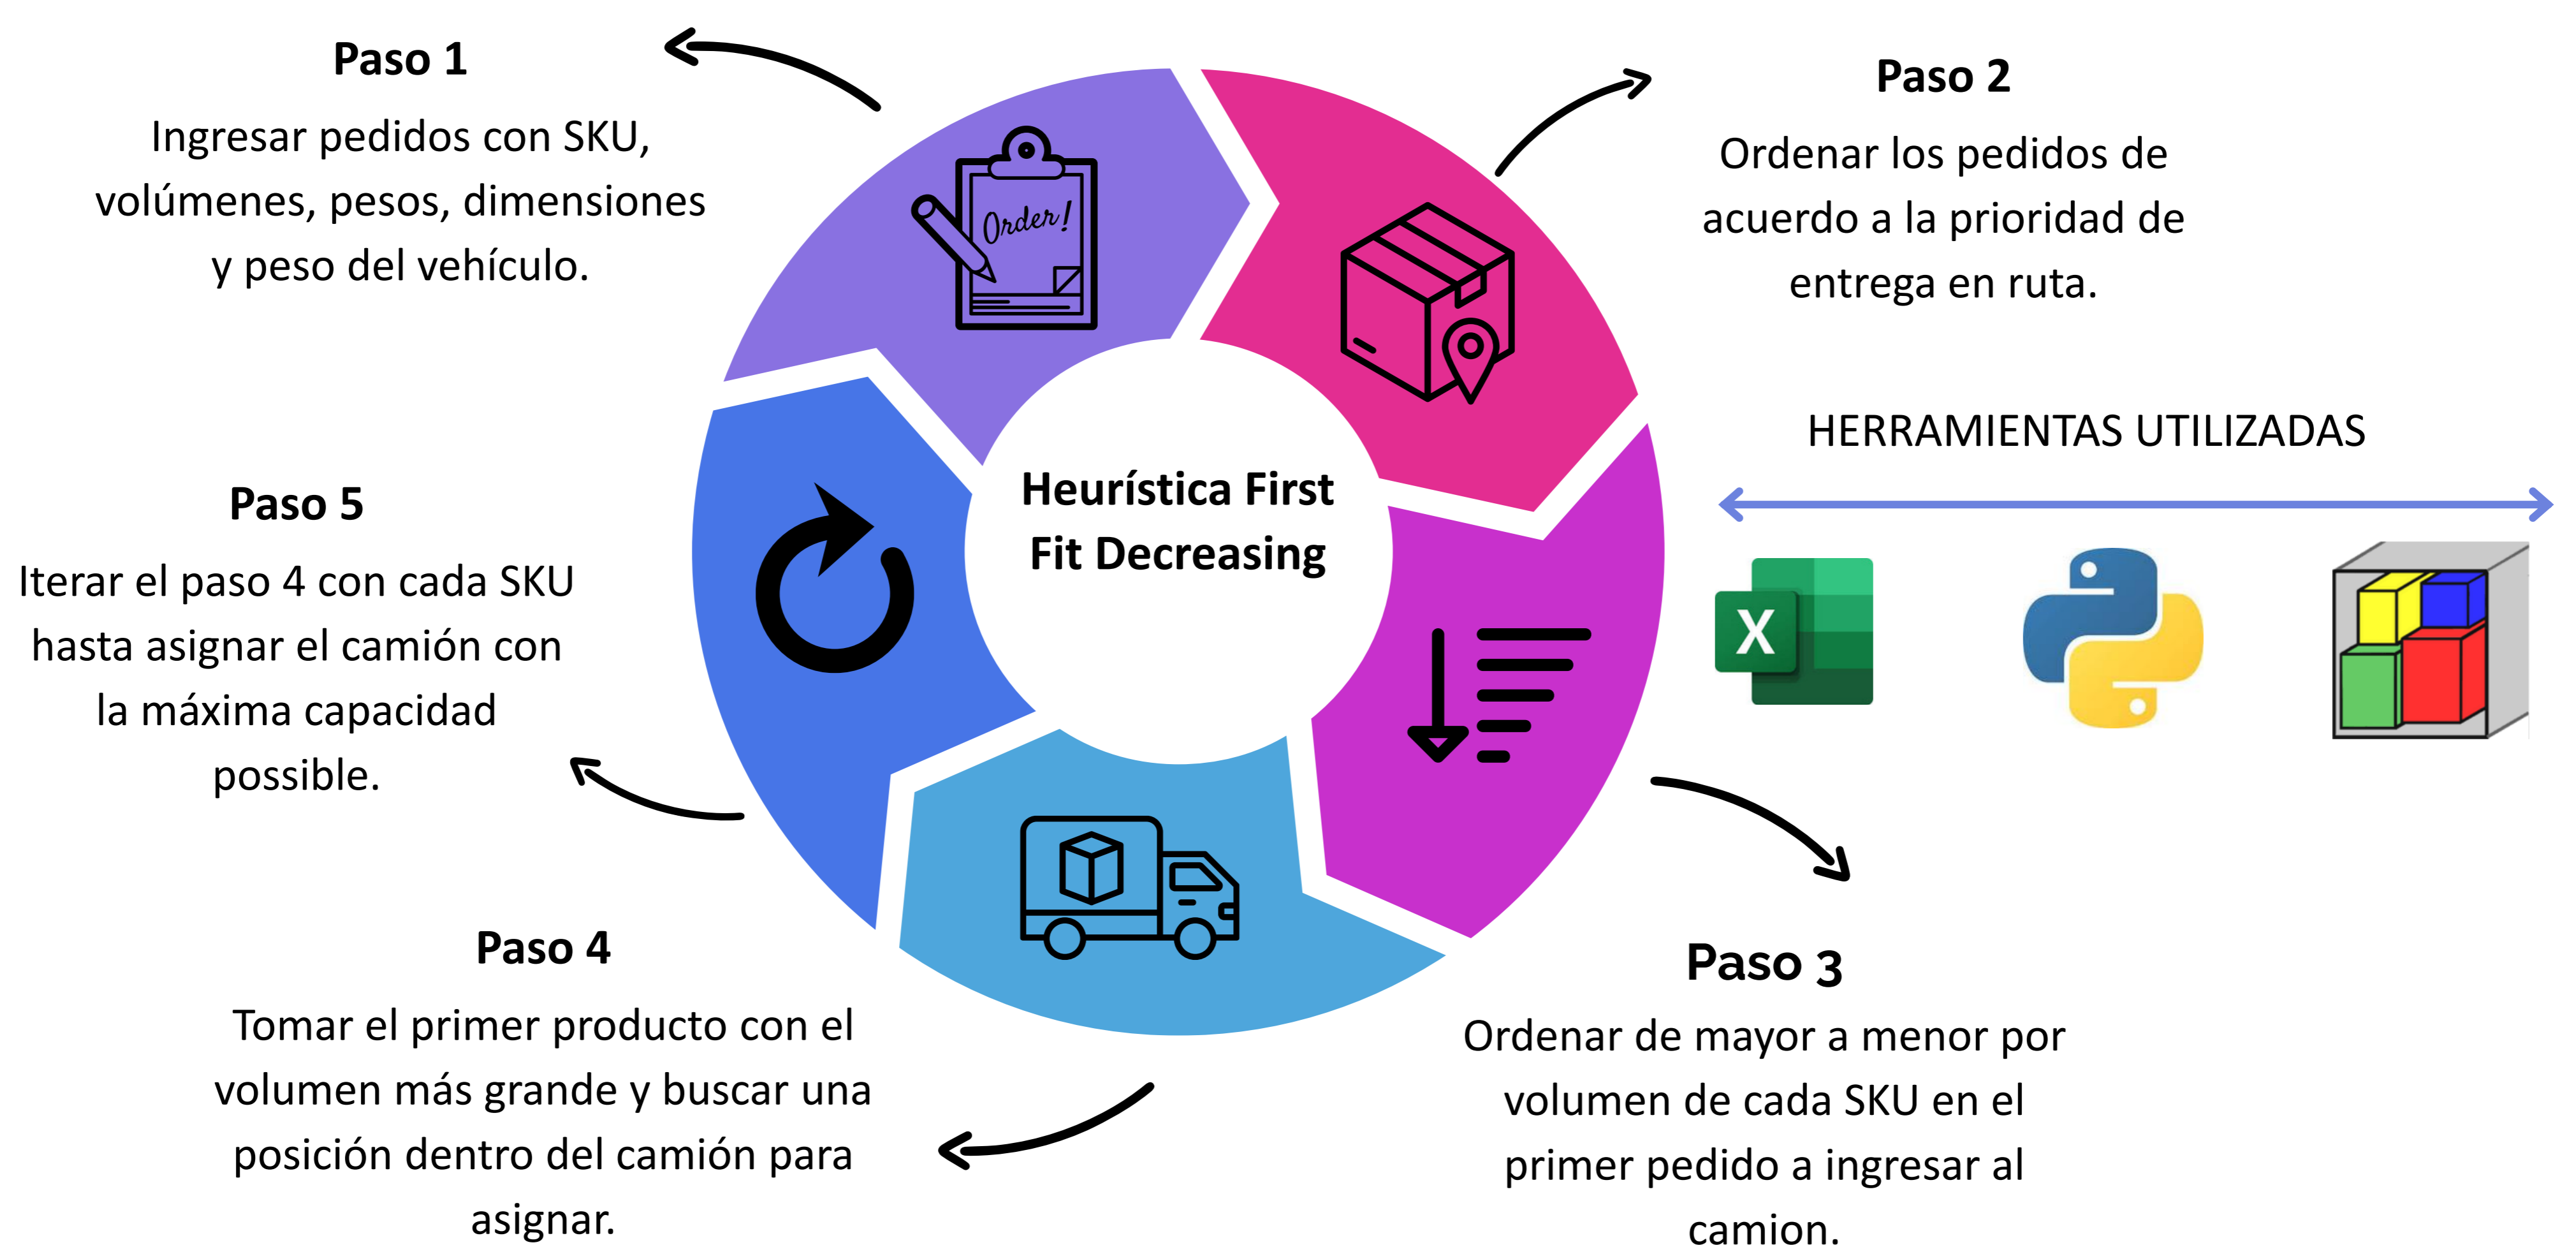 Paso 1
Ingresar pedidos con SKU,
volúmenes, pesos, dimensiones
y peso del vehículo.
Order!
Paso 2
Ordenar los pedidos de
acuerdo a la prioridad de
entrega en ruta.
HERRAMIENTAS UTILIZADAS
X
Heurística First
Fit Decreasing
Paso 3
Ordenar de mayor a menor por
volumen de cada SKU en el
primer pedido a ingresar al
camion.
Paso 4
Tomar el primer producto con el
volumen más grande y buscar una
posición dentro del camión para
asignar.
Paso 5
Iterar el paso 4 con cada SKU
hasta asignar el camión con
la máxima capacidad
possible.